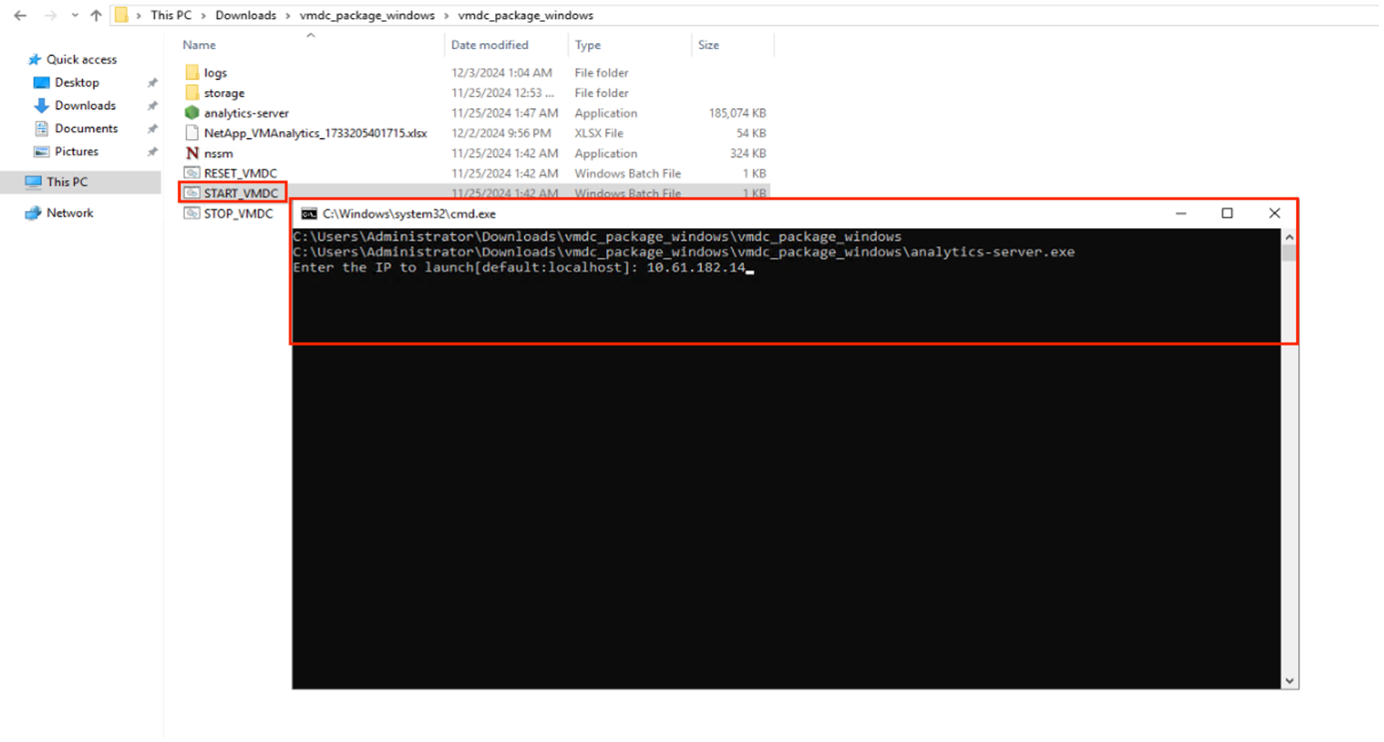 This PC > Downloads > vmdc_package_windows > vmdc_package_windows
Name Date modified Type Size
Quick access
Desktop
Downloads
Documents
Pictures
This PC
Network
logs 12/3/2024 1:04 AM File folder
storage 11/25/2024 12:53 ... File folder
analytics-server 11/25/2024 1:47 AM Application 185,074 KB
NetApp_VMAnalytics_1733205401715.xlsx 12/2/2024 9:56 PM XLSX File 54 KB
nssm 11/25/2024 1:42 AM Application 324 KB
RESET_VMDC 11/25/2024 1:42 AM Windows Batch File 1 KB
START_VMDC 11/25/2024 1:42 AM Windows Batch File 1 KB
STOP_VMDC
C:\Windows\system32\cmd.exe
C:\Users\Administrator\Downloads\vmdc_package_windows\vmdc_package_windows
C:\Users\Administrator\Downloads\vmdc_package_windows\vmdc_package_windows\analytics-server.exe
Enter the IP to launch[default:localhost]: 10.61.182.14